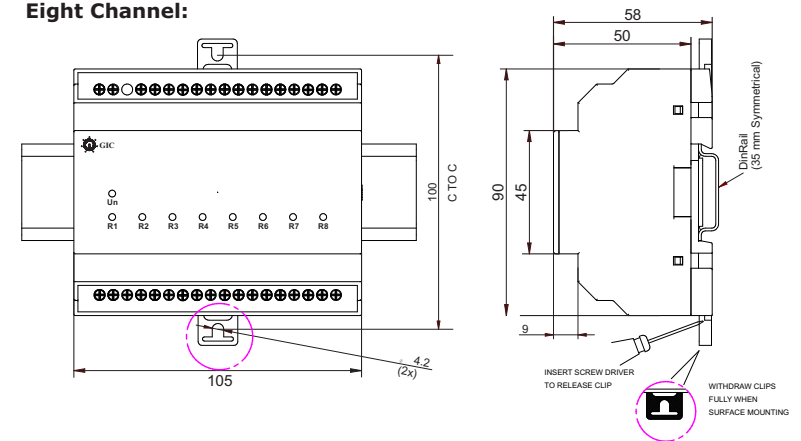 Eight Channel:
GIC
Un
R1 R2 R3 R4 R5 R6 R7 R8
100
C TO C
4.2
(2x)
105
58
50
90
45
9
DinRail
(35 mm Symmetrical)
INSERT SCREW DRIVER
TO RELEASE CLIP
WITHDRAW CLIPS
FULLY WHEN
SURFACE MOUNTING